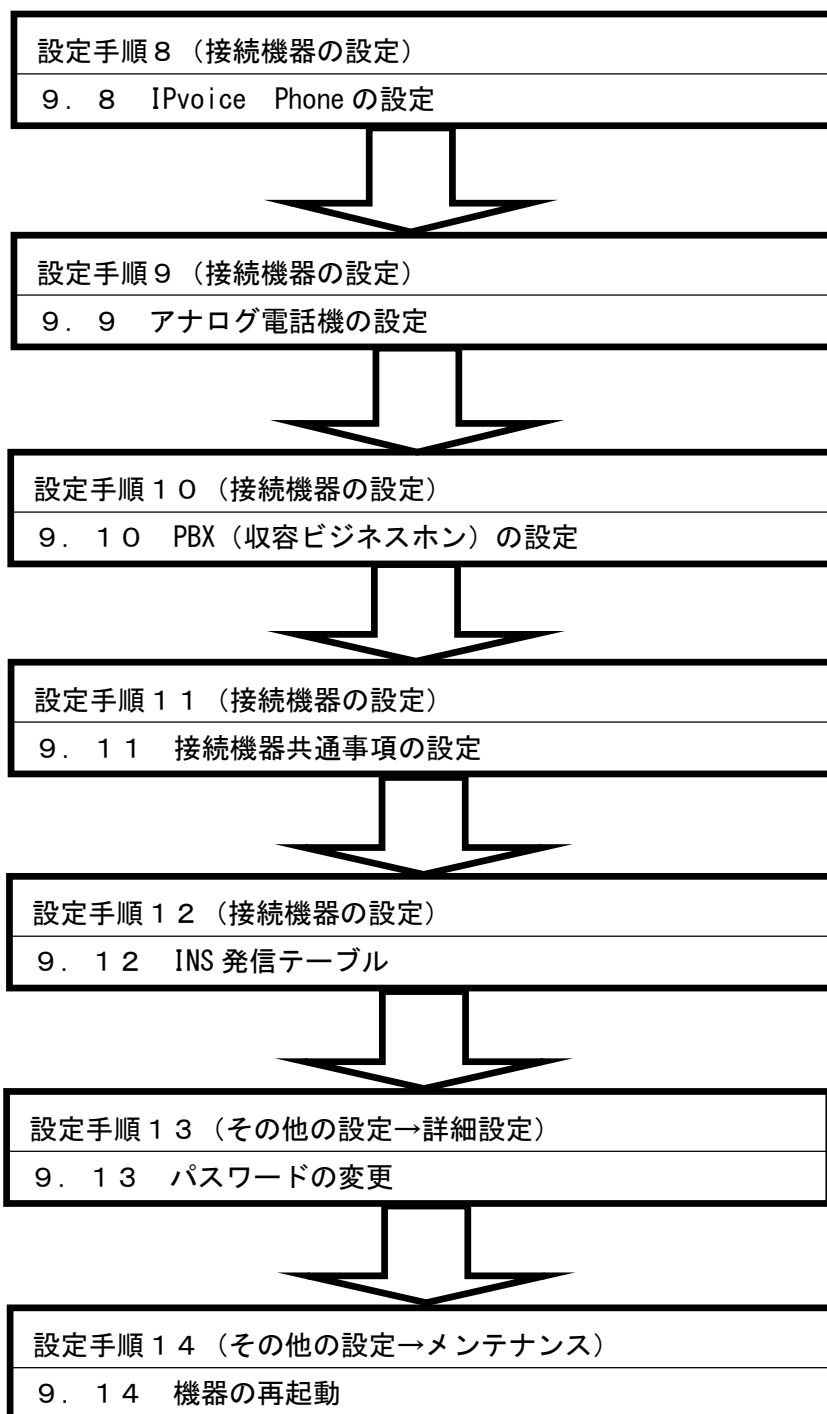 設定手順８（接続機器の設定）
９．８　IPvoice　Phoneの設定
設定手順９（接続機器の設定）
９．９　アナログ電話機の設定
設定手順１０（接続機器の設定）
９．１０　PBX（収容ビジネスホン）の設定
設定手順１１（接続機器の設定）
９．１１　接続機器共通事項の設定
設定手順１２（接続機器の設定）
９．１２　INS発信テーブル
設定手順１３（その他の設定→詳細設定）
９．１３　パスワードの変更
設定手順１４（その他の設定→メンテナンス）
９．１４　機器の再起動